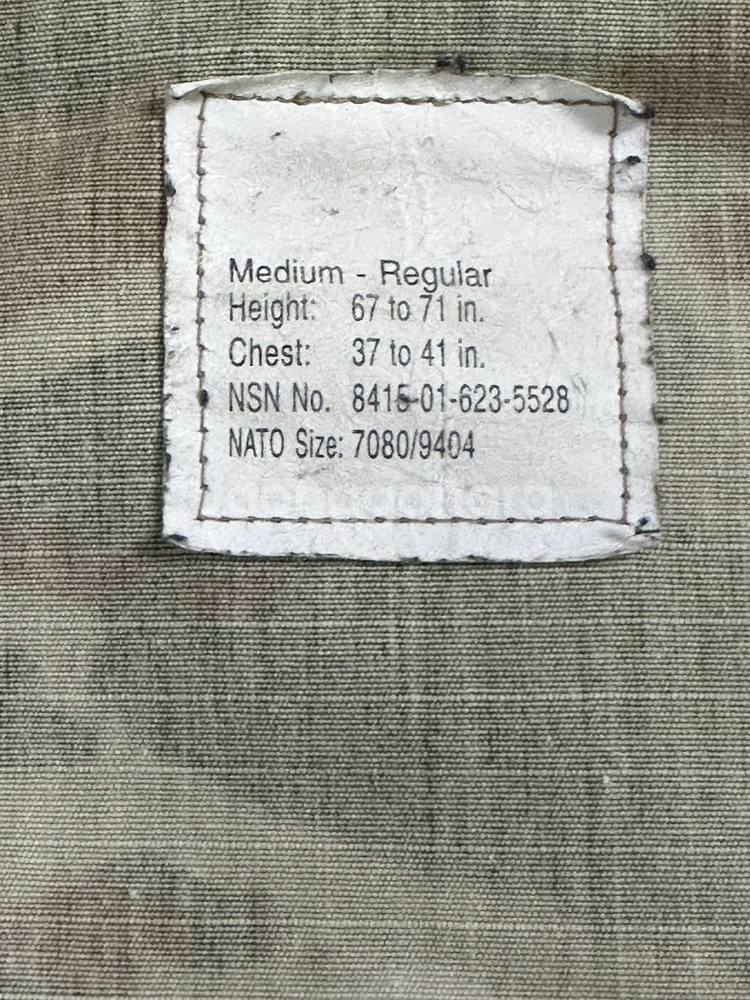 Medium - Regular
Height: 67 to 71 in.
Chest: 37 to 41 in.
NSN No. 8415-01-623-5528
NATO Size: 7080/9404